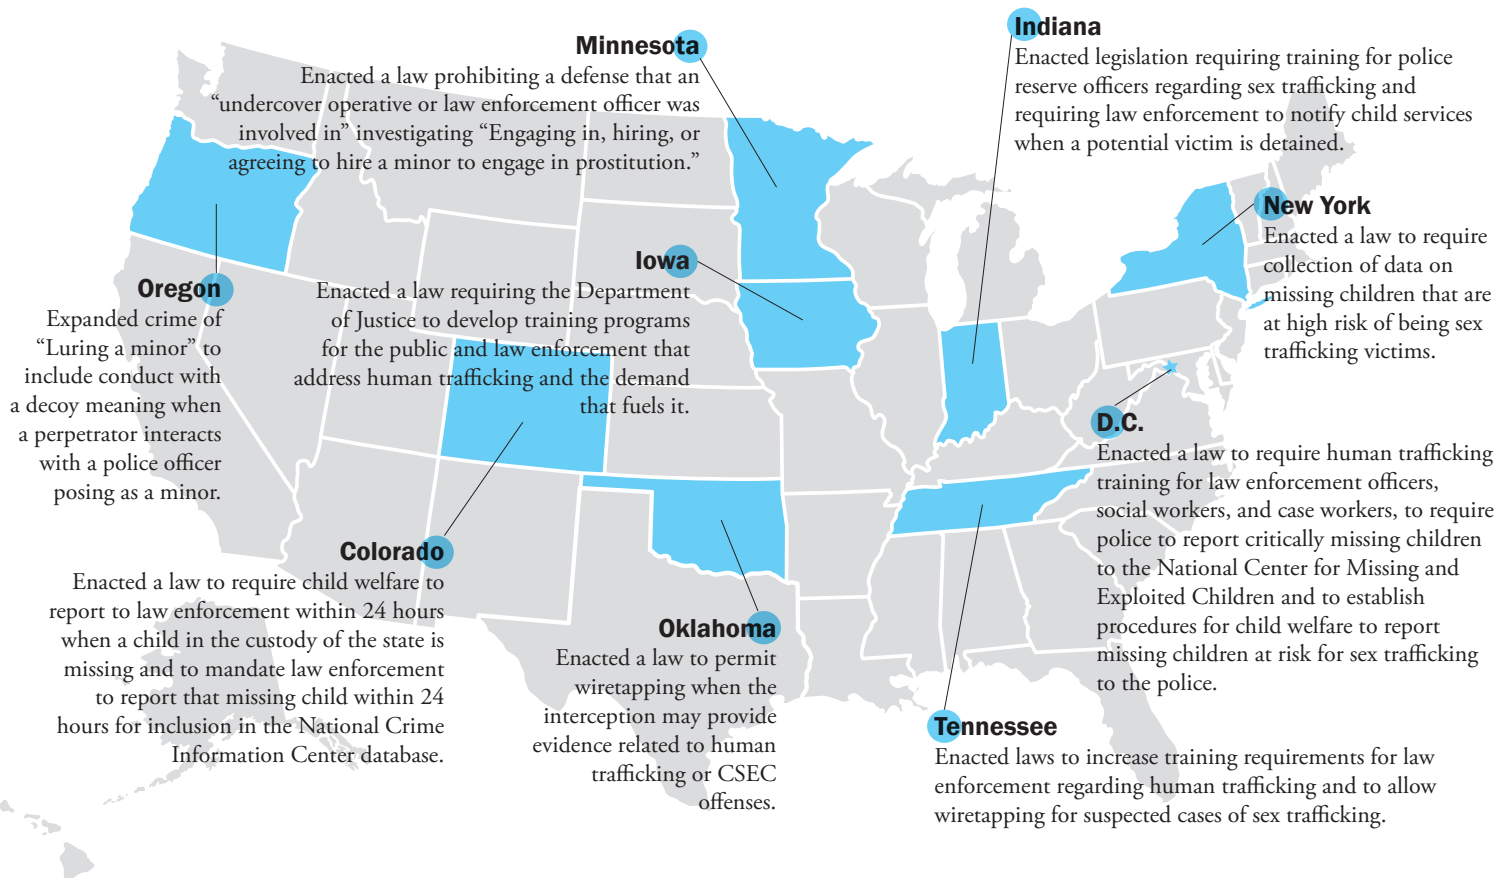 Minnesota
Enacted a law prohibiting a defense that an
“undercover operative or law enforcement officer was
involved in” investigating “Engaging in, hiring, or
agreeing to hire a minor to engage in prostitution.”
Indiana
Enacted legislation requiring training for police
reserve officers regarding sex trafficking and
requiring law enforcement to notify child services
when a potential victim is detained.
New York
Enacted a law to require
collection of data on
missing children that are
at high risk of being sex
trafficking victims.
Iowa
Enacted a law requiring the Department
of Justice to develop training programs
for the public and law enforcement that
address human trafficking and the demand
that fuels it.
Oregon
Expanded crime of
“Luring a minor” to
include conduct with
a decoy meaning when
a perpetrator interacts
with a police officer
posing as a minor.
D.C.
Enacted a law to require human trafficking
training for law enforcement officers,
social workers, and case workers, to require
police to report critically missing children
to the National Center for Missing and
Exploited Children and to establish
procedures for child welfare to report
missing children at risk for sex trafficking
to the police.
Colorado
Enacted a law to require child welfare to
report to law enforcement within 24 hours
when a child in the custody of the state is
missing and to mandate law enforcement
to report that missing child within 24
hours for inclusion in the National Crime
Information Center database.
Oklahoma
Enacted a law to permit
wiretapping when the
interception may provide
evidence related to human
trafficking or CSEC
offenses.
Tennessee
Enacted laws to increase training requirements for law
enforcement regarding human trafficking and to allow
wiretapping for suspected cases of sex trafficking.